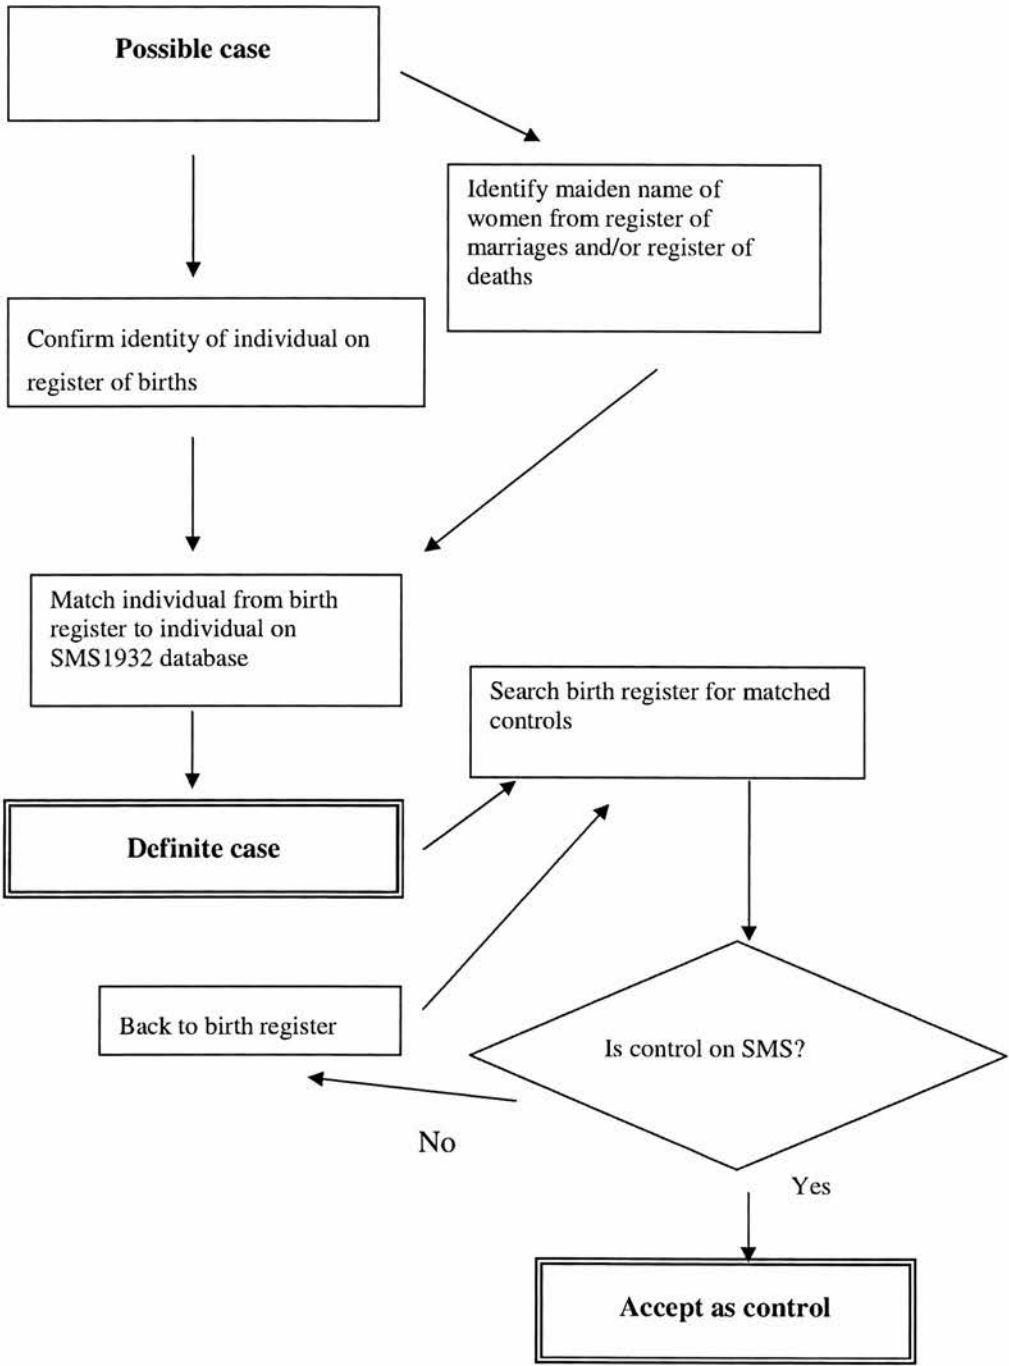 Possible case
Identify maiden name of
women from register of
marriages and/or register of
deaths
Confirm identity of individual on
register of births
Match individual from birth
register to individual on
SMS1932 database
Search birth register for matched
controls
Definite case
Back to birth register
Is control on SMS?
No
Yes
Accept as control